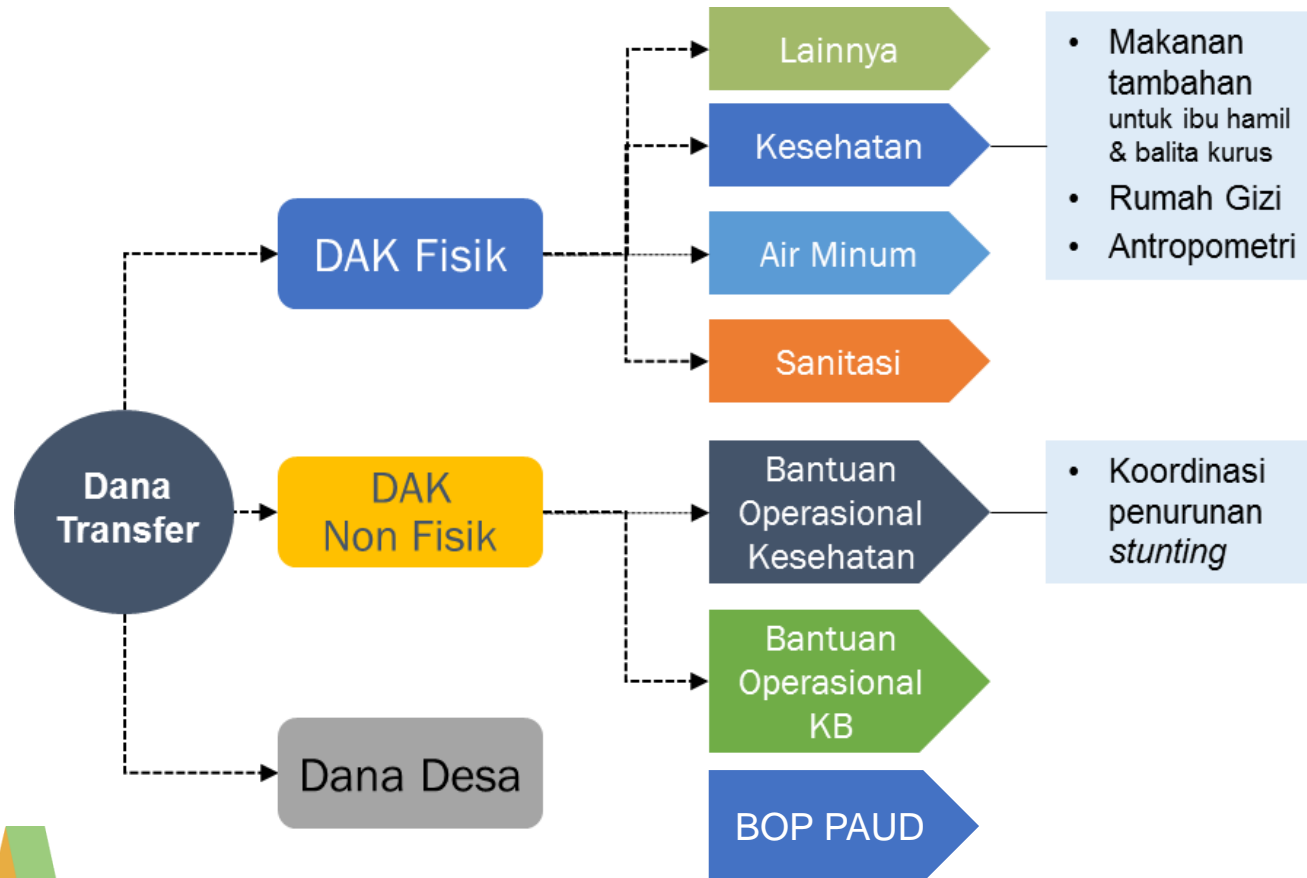 Lainnya
• Makanan
tambahan
untuk ibu hamil
& balita kurus
• Rumah Gizi
• Antropometri
Kesehatan
DAK Fisik
Air Minum
Sanitasi
Dana
Transfer
DAK
Non Fisik
Bantuan
Operasional
Kesehatan
• Koordinasi
penurunan
stunting
Bantuan
Operasional
KB
Dana Desa
BOP PAUD